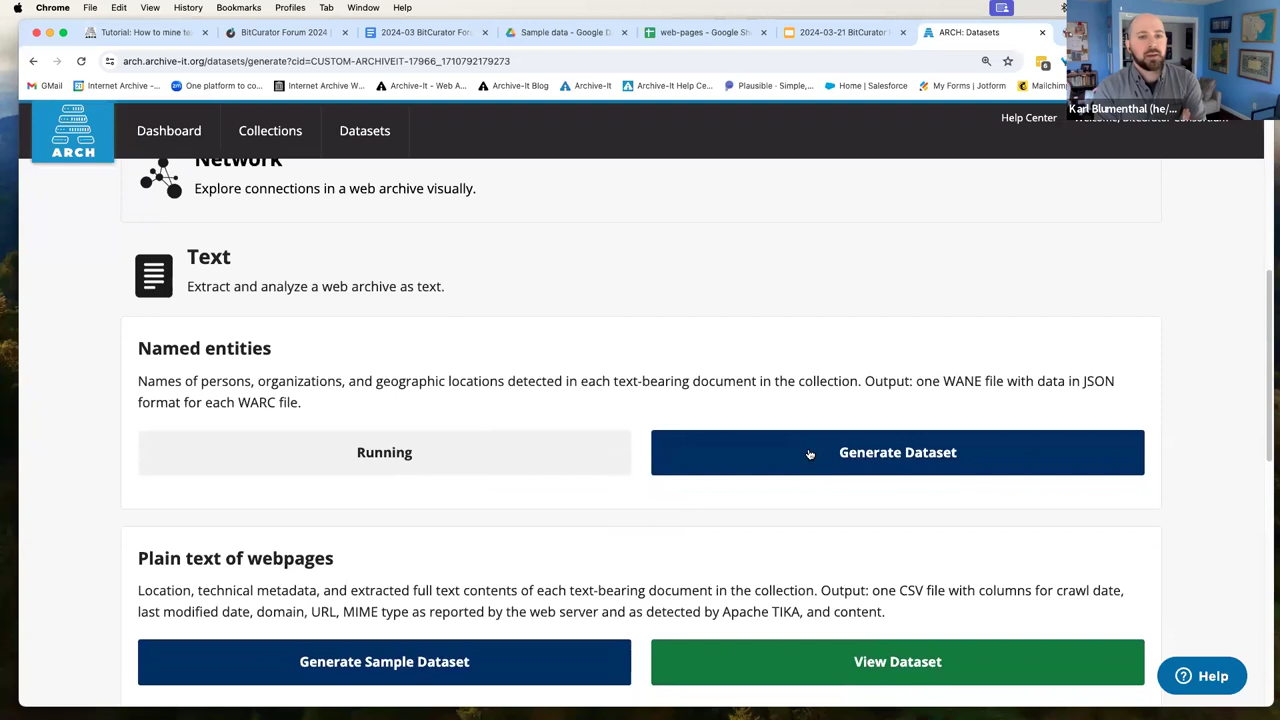 Chrome File Edit View History Bookmarks Profiles Tab Window Help
Tutorial: How to mine te
BitCurator Forum 2024
2024-03 BitCurator For
Sample data - Google D
web-pages - Google Sh
2024-03-21 BitCurator
ARCH: Datasets
arch.archive-it.org/datasets/generate?cid=CUSTOM-ARCHIVEIT-17966_1710792179273
GMail
Internet Archive -...
One platform to co...
Internet Archive W...
Archive-It - Web A...
Archive-It Blog
Archive-It
Archive-It Help Ce...
Plausible · Simple,...
Home | Salesforce
My Forms | Jotform
Mailchim
Karl Blumenthal (he/...
ARCH
Dashboard
Collections
Datasets
Help Center
Welcome, BitCurator Consortium
Network
Explore connections in a web archive visually.
Text
Extract and analyze a web archive as text.
Named entities
Names of persons, organizations, and geographic locations detected in each text-bearing document in the collection. Output: one WANE file with data in JSON
format for each WARC file.
Running
Generate Dataset
Plain text of webpages
Location, technical metadata, and extracted full text contents of each text-bearing document in the collection. Output: one CSV file with columns for crawl date,
last modified date, domain, URL, MIME type as reported by the web server and as detected by Apache TIKA, and content.
Generate Sample Dataset
View Dataset
Help